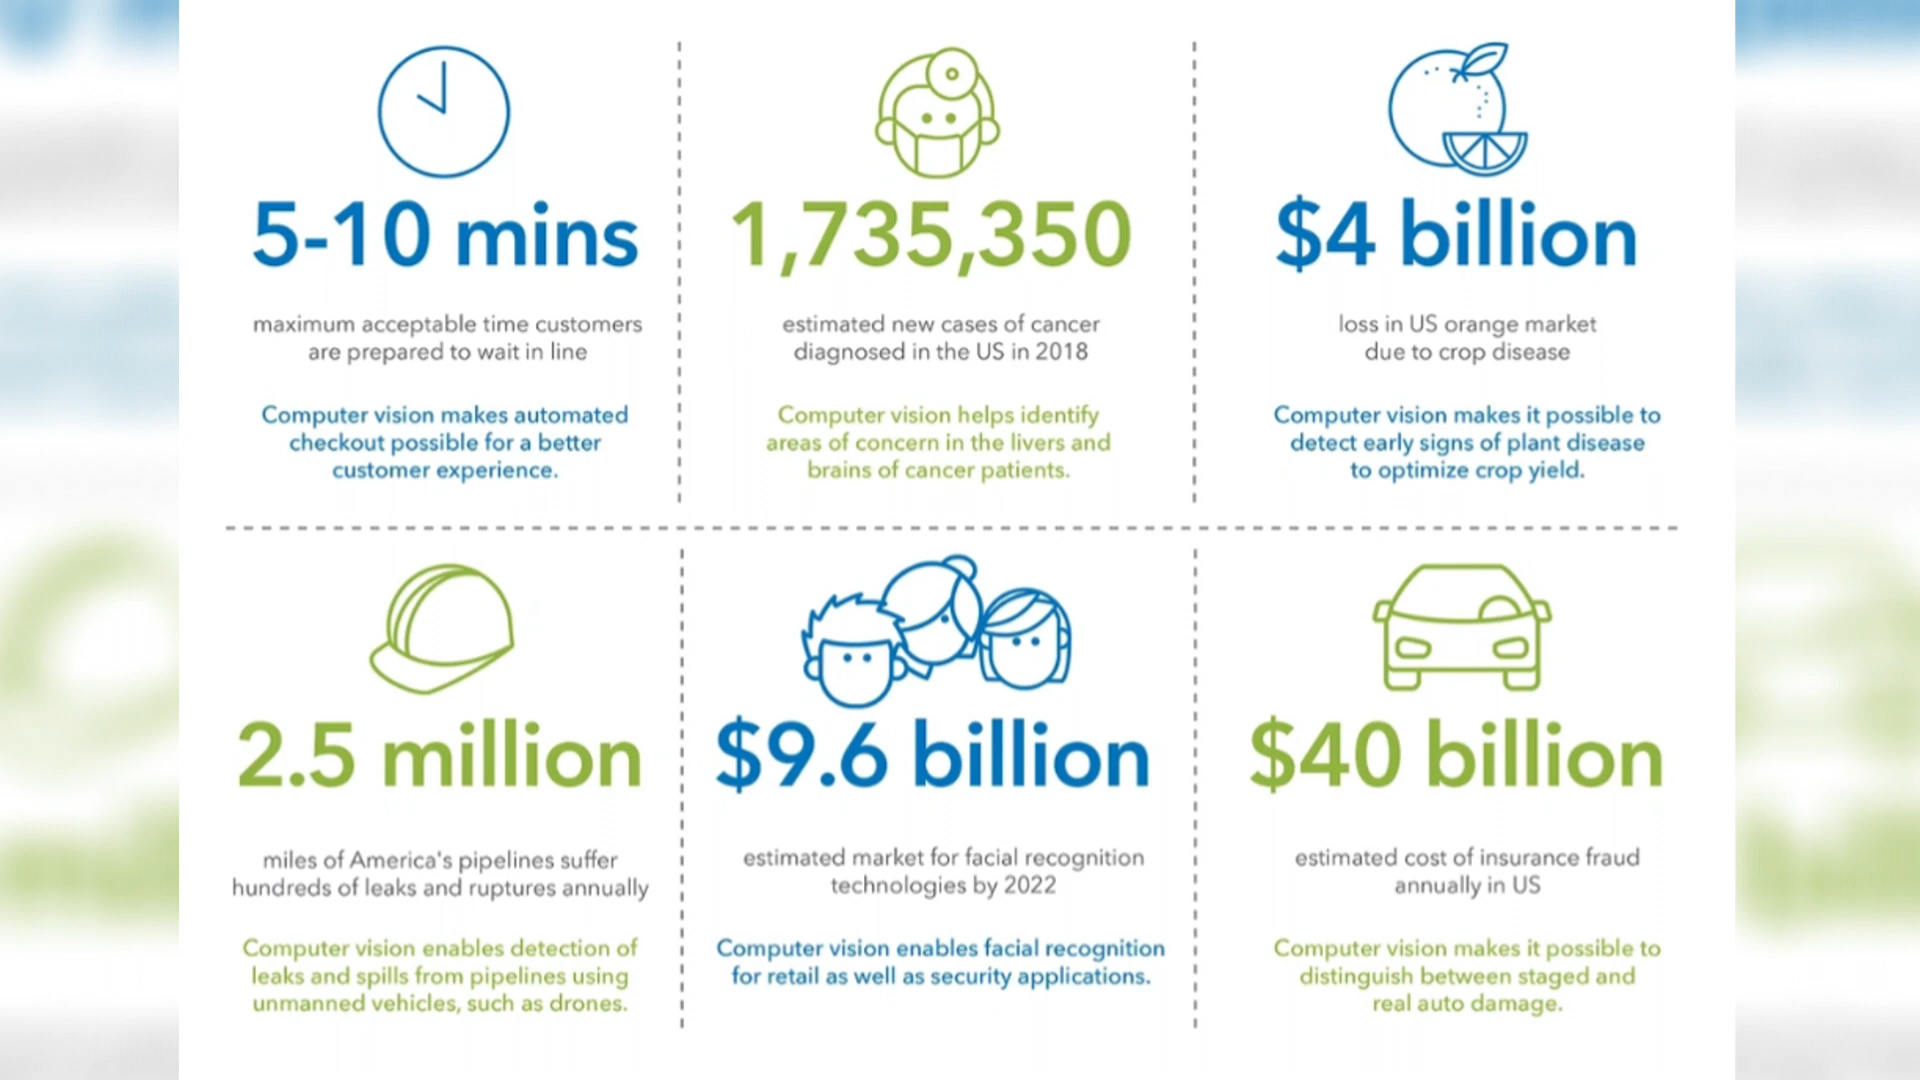 5-10 mins
maximum acceptable time customers
are prepared to wait in line
Computer vision makes automated
checkout possible for a better
customer experience.
1,735,350
estimated new cases of cancer
diagnosed in the US in 2018
Computer vision helps identify
areas of concern in the livers and
brains of cancer patients.
$4 billion
loss in US orange market
due to crop disease
Computer vision makes it possible to
detect early signs of plant disease
to optimize crop yield.
2.5 million
miles of America's pipelines suffer
hundreds of leaks and ruptures annually
Computer vision enables detection of
leaks and spills from pipelines using
unmanned vehicles, such as drones.
$9.6 billion
estimated market for facial recognition
technologies by 2022
Computer vision enables facial recognition
for retail as well as security applications.
$40 billion
estimated cost of insurance fraud
annually in US
Computer vision makes it possible to
distinguish between staged and
real auto damage.